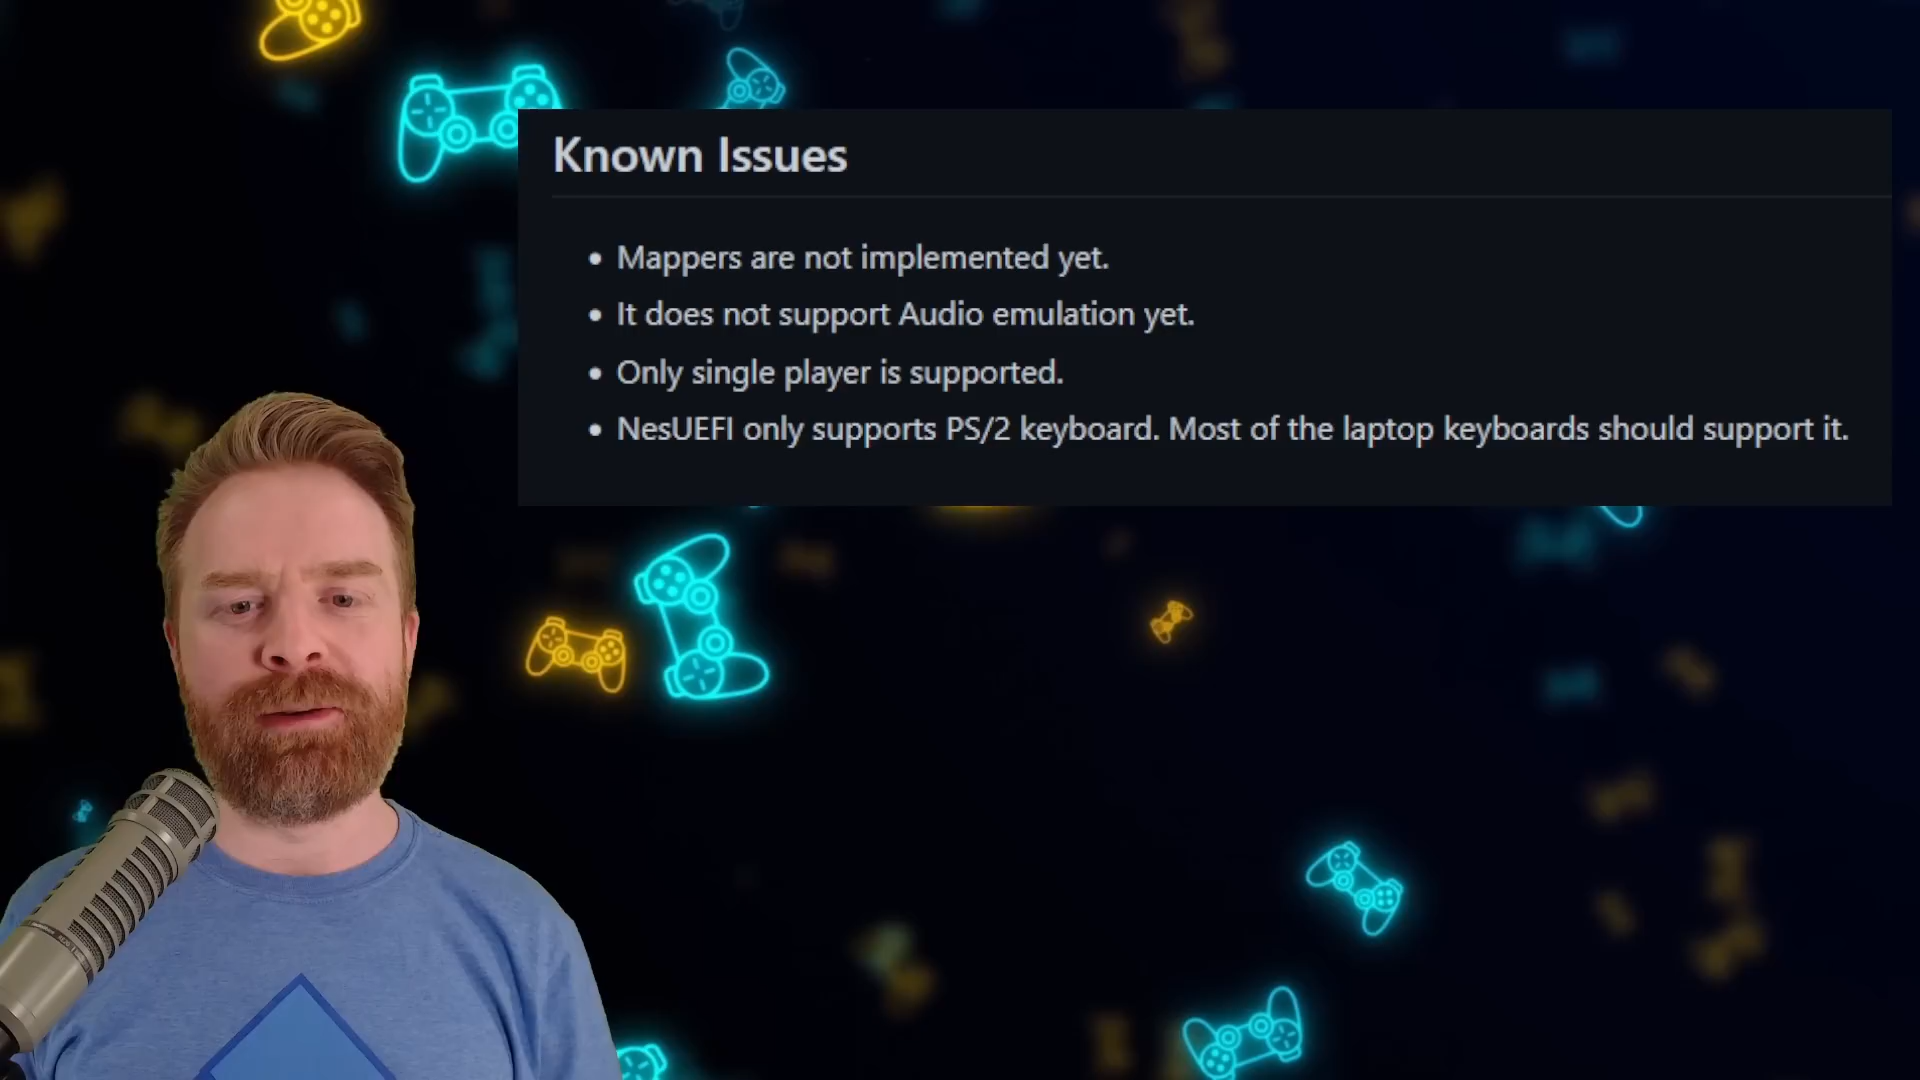 Known Issues
Mappers are not implemented yet.
It does not support Audio emulation yet.
Only single player is supported.
NesUEFI only supports PS/2 keyboard. Most of the laptop keyboards should support it.